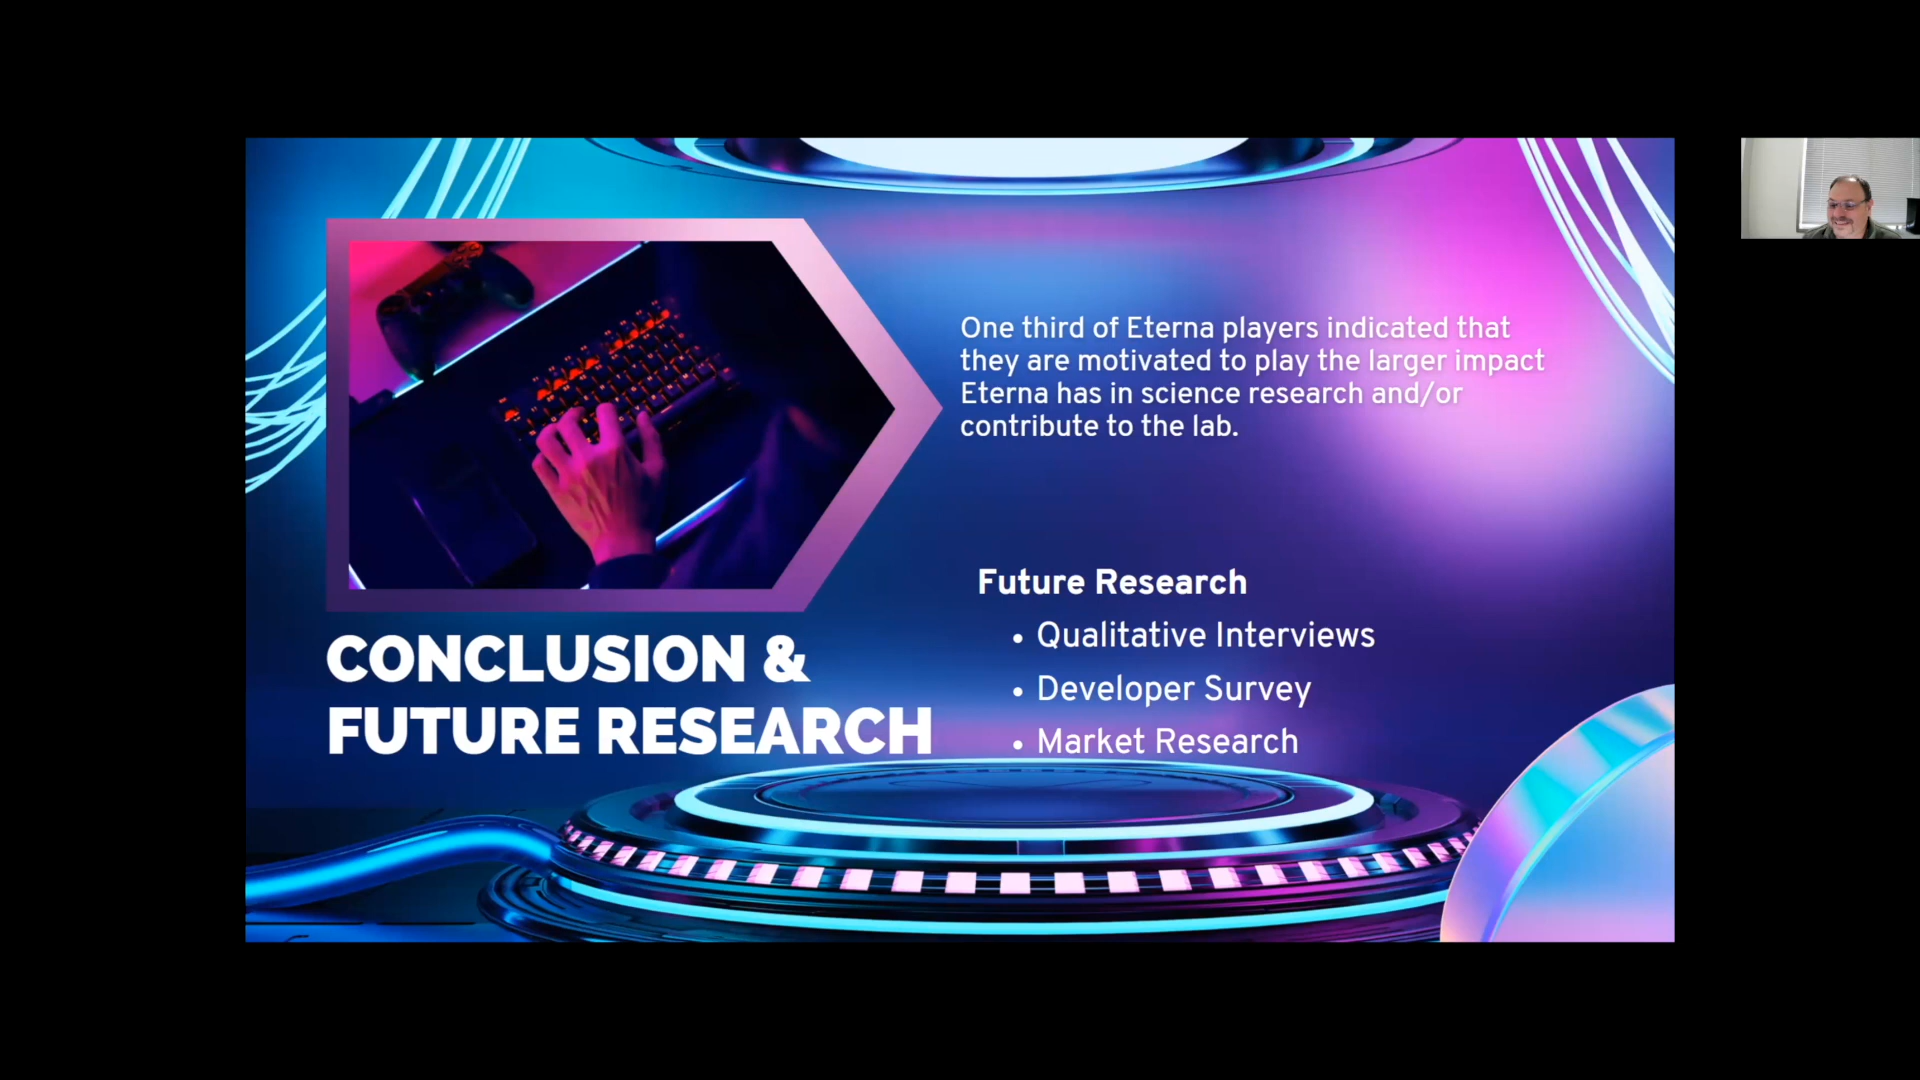 One third of Eterna players indicated that
they are motivated to play the larger impact
Eterna has in science research and/or
contribute to the lab.
CONCLUSION &
FUTURE RESEARCH
Future Research
• Qualitative Interviews
• Developer Survey
• Market Research